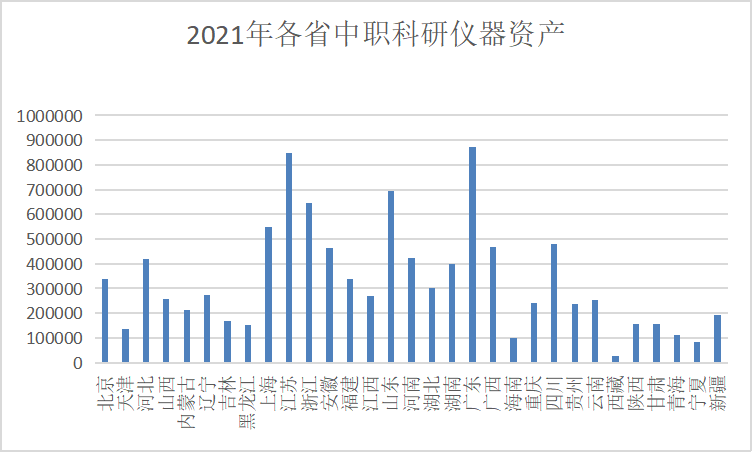 2021年各省中职科研仪器资产
1000000
900000
800000
700000
600000
500000
400000
300000
200000
100000
0
北京
天津
河北
山西
内蒙古
辽宁
吉林
黑龙江
上海
江苏
浙江
安徽
福建
江西
山东
河南
湖北
湖南
广东
广西
海南
重庆
四川
贵州
云南
西藏
陕西
甘肃
青海
宁夏
新疆